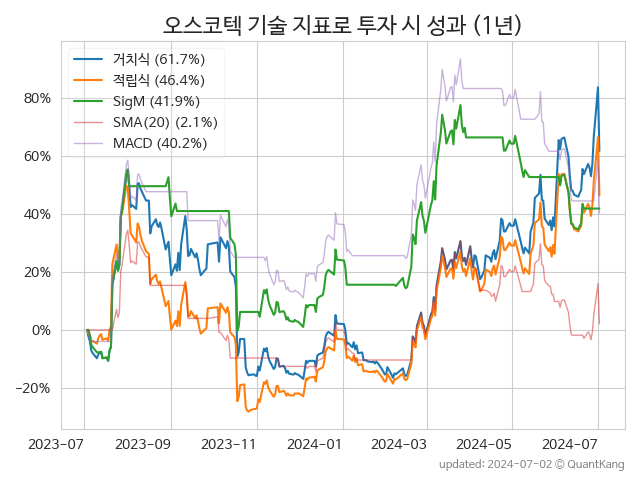 오스코텍 기술 지표로 투자 시 성과 (1년)
거치식 (61.7%)
적립식 (46.4%)
SigM (41.9%)
SMA(20) (2.1%)
MACD (40.2%)
80%
60%
40%
20%
0%
−20%
2023-07 2023-09 2023-11 2024-01 2024-03 2024-05 2024-07
updated: 2024-07-02 © QuantKang